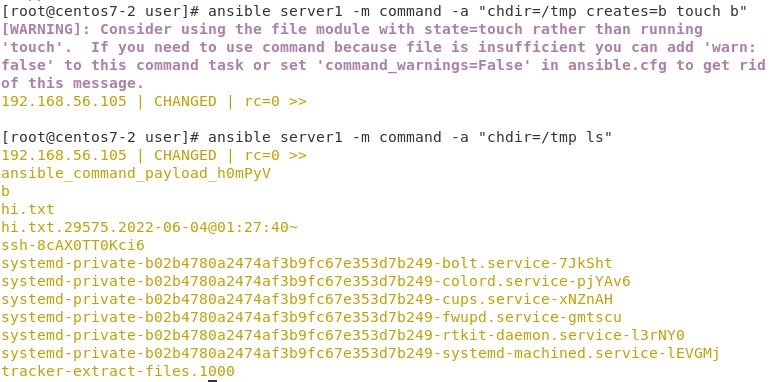 [root@centos7-2 user]# ansible server1 -m command -a "chdir=/tmp creates=b touch b"
[WARNING]: Consider using the file module with state=touch rather than running
'touch'.  If you need to use command because file is insufficient you can add 'warn:
false' to this command task or set 'command_warnings=False' in ansible.cfg to get rid
of this message.
192.168.56.105 | CHANGED | rc=0 >>
[root@centos7-2 user]# ansible server1 -m command -a "chdir=/tmp ls"
192.168.56.105 | CHANGED | rc=0 >>
ansible_command_payload_h0mPyV
b
hi.txt
hi.txt.29575.2022-06-04@01:27:40~
ssh-8cAX0TT0Kci6
systemd-private-b02b4780a2474af3b9fc67e353d7b249-bolt.service-7JkSht
systemd-private-b02b4780a2474af3b9fc67e353d7b249-colord.service-pjYAv6
systemd-private-b02b4780a2474af3b9fc67e353d7b249-cups.service-xNZnAH
systemd-private-b02b4780a2474af3b9fc67e353d7b249-fwupd.service-gmtscu
systemd-private-b02b4780a2474af3b9fc67e353d7b249-rtkit-daemon.service-l3rNY0
systemd-private-b02b4780a2474af3b9fc67e353d7b249-systemd-machined.service-lEVGMj
tracker-extract-files.1000